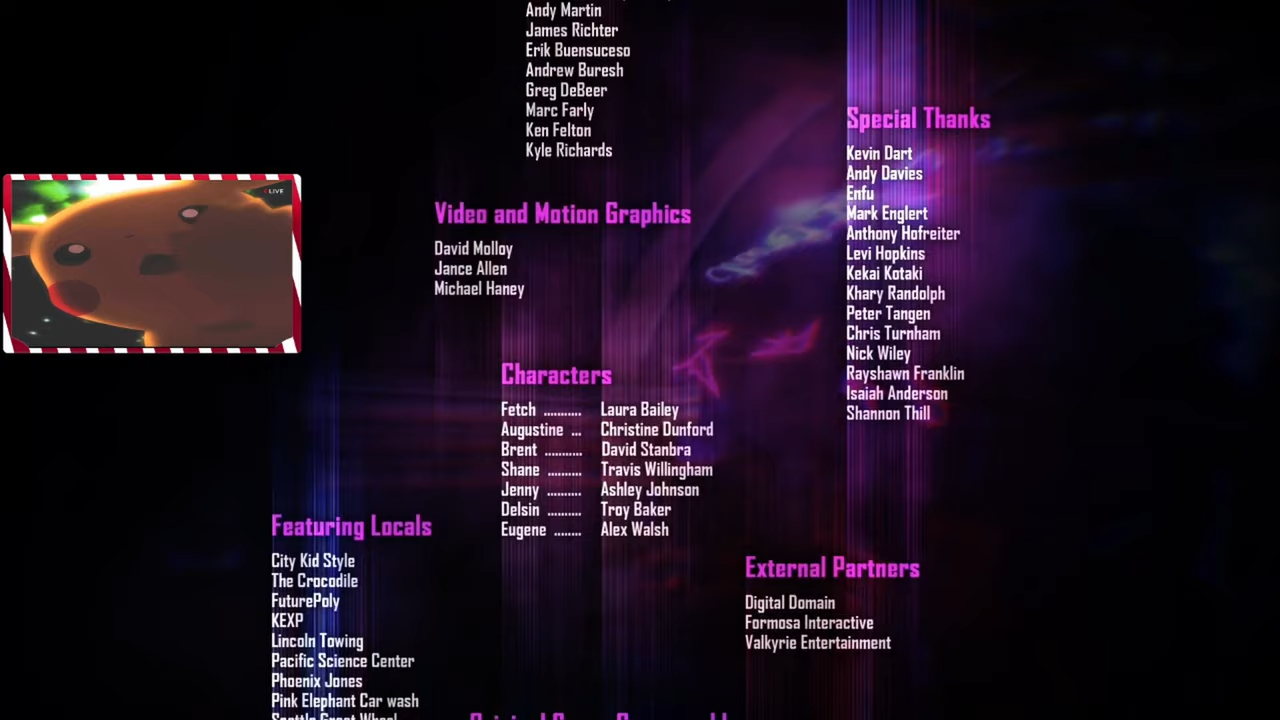 Andy Martin
James Richter
Erik Buensuceso
Andrew Buresh
Greg DeBeer
Marc Farly
Ken Felton
Kyle Richards
Special Thanks
Kevin Dart
Andy Davies
Enfu
Mark Englert
Anthony Hofreiter
Levi Hopkins
Kekai Kotaki
Khary Randolph
Peter Tangen
Chris Turnham
Nick Wiley
Rayshawn Franklin
Isaiah Anderson
Shannon Thill
LIVE
Video and Motion Graphics
David Molloy
Jance Allen
Michael Haney
Characters
Fetch ........... Laura Bailey
Augustine ... Christine Dunford
Brent ........... David Stanbra
Shane .......... Travis Willingham
Jenny .......... Ashley Johnson
Delsin .......... Troy Baker
Eugene ........ Alex Walsh
Featuring Locals
City Kid Style
The Crocodile
FuturePoly
KEXP
Lincoln Towing
Pacific Science Center
Phoenix Jones
Pink Elephant Car wash
Seattle Great Wheel
External Partners
Digital Domain
Formosa Interactive
Valkyrie Entertainment